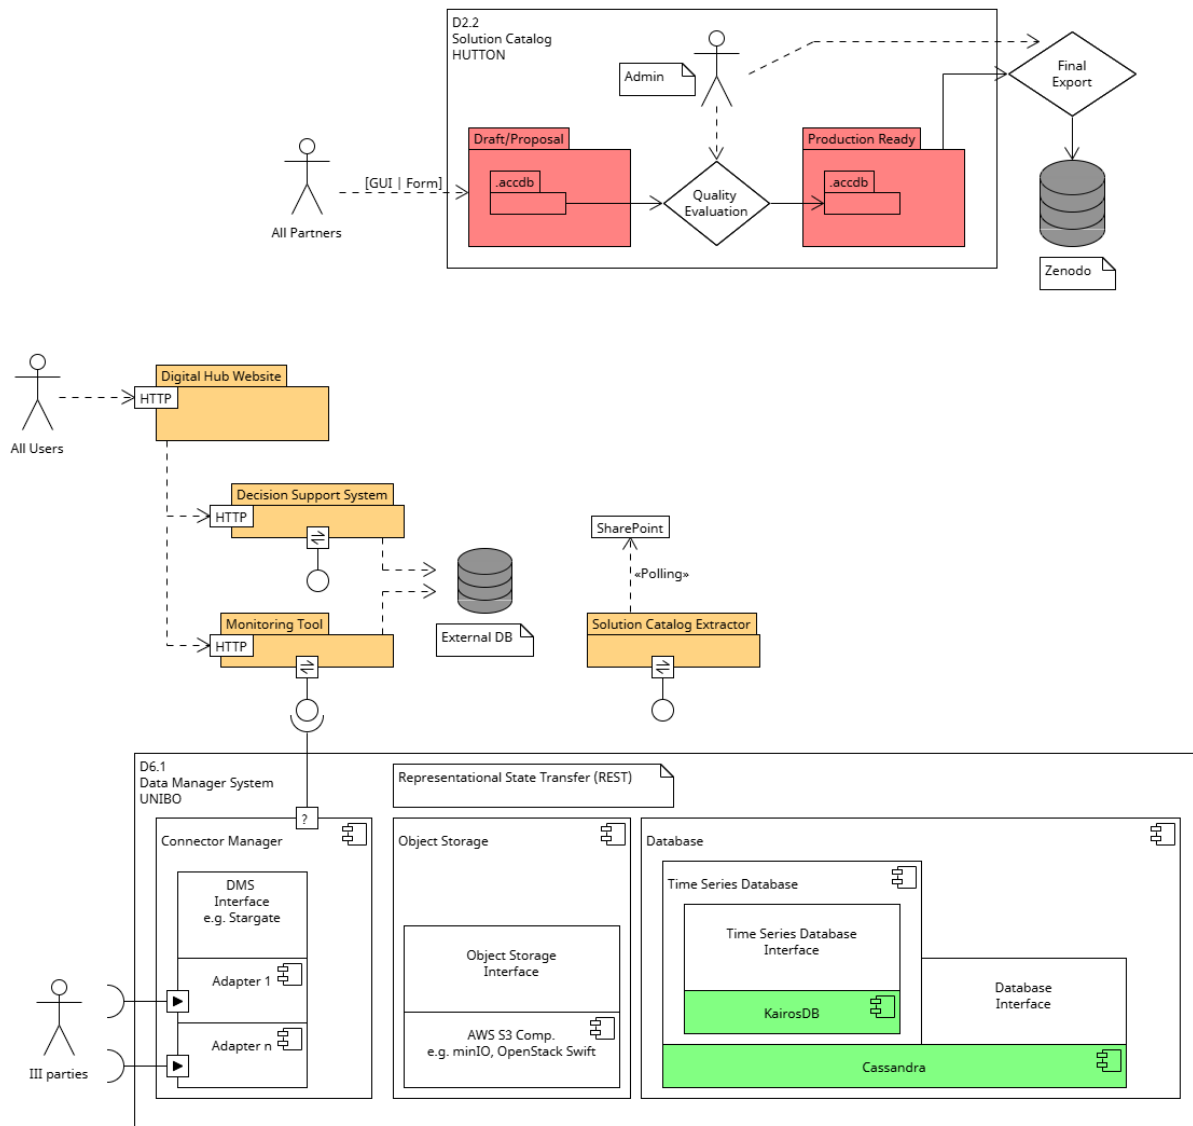 D2.2
Solution Catalog
HUTTON
Admin
Final
Export
Draft/Proposal
Production Ready
.accdb
.accdb
[GUI | Form]
Quality
Evaluation
All Partners
Zenodo
Digital Hub Website
HTTP
All Users
Decision Support System
HTTP
SharePoint
«Polling»
Monitoring Tool
HTTP
External DB
Solution Catalog Extractor
D6.1
Data Manager System
UNIBO
Representational State Transfer (REST)
?
Connector Manager
Object Storage
Database
DMS
Interface
e.g. Stargate
Time Series Database
Time Series Database
Interface
Object Storage
Interface
Adapter 1
Database
Interface
KairosDB
Adapter n
AWS S3 Comp.
e.g. minIO, OpenStack Swift
Cassandra
III parties